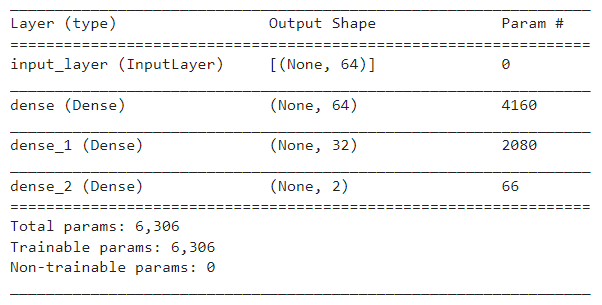 Layer (type) Output Shape Param #
input_layer (InputLayer) [(None, 64)] 0
dense (Dense) (None, 64) 4160
dense_1 (Dense) (None, 32) 2080
dense_2 (Dense) (None, 2) 66
Total params: 6,306
Trainable params: 6,306
Non-trainable params: 0